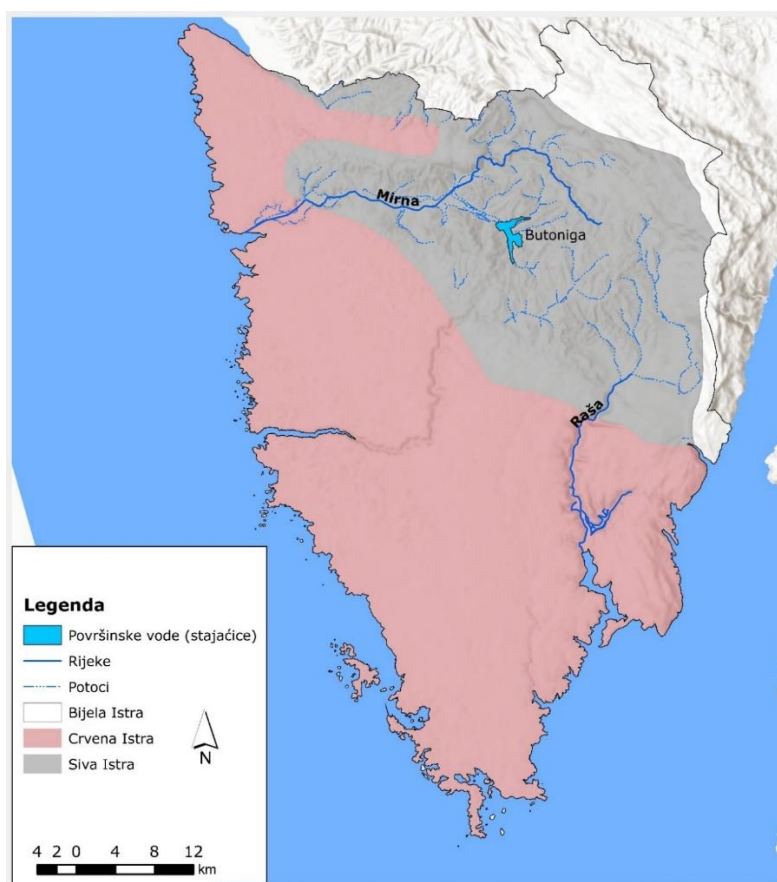 Mirna
Butoniga
Raša
Legenda
Površinske vode (stajaćice)
Rijeke
Potoci
Bijela Istra
Crvena Istra
Siva Istra
N
4 2 0 4 8 12
km